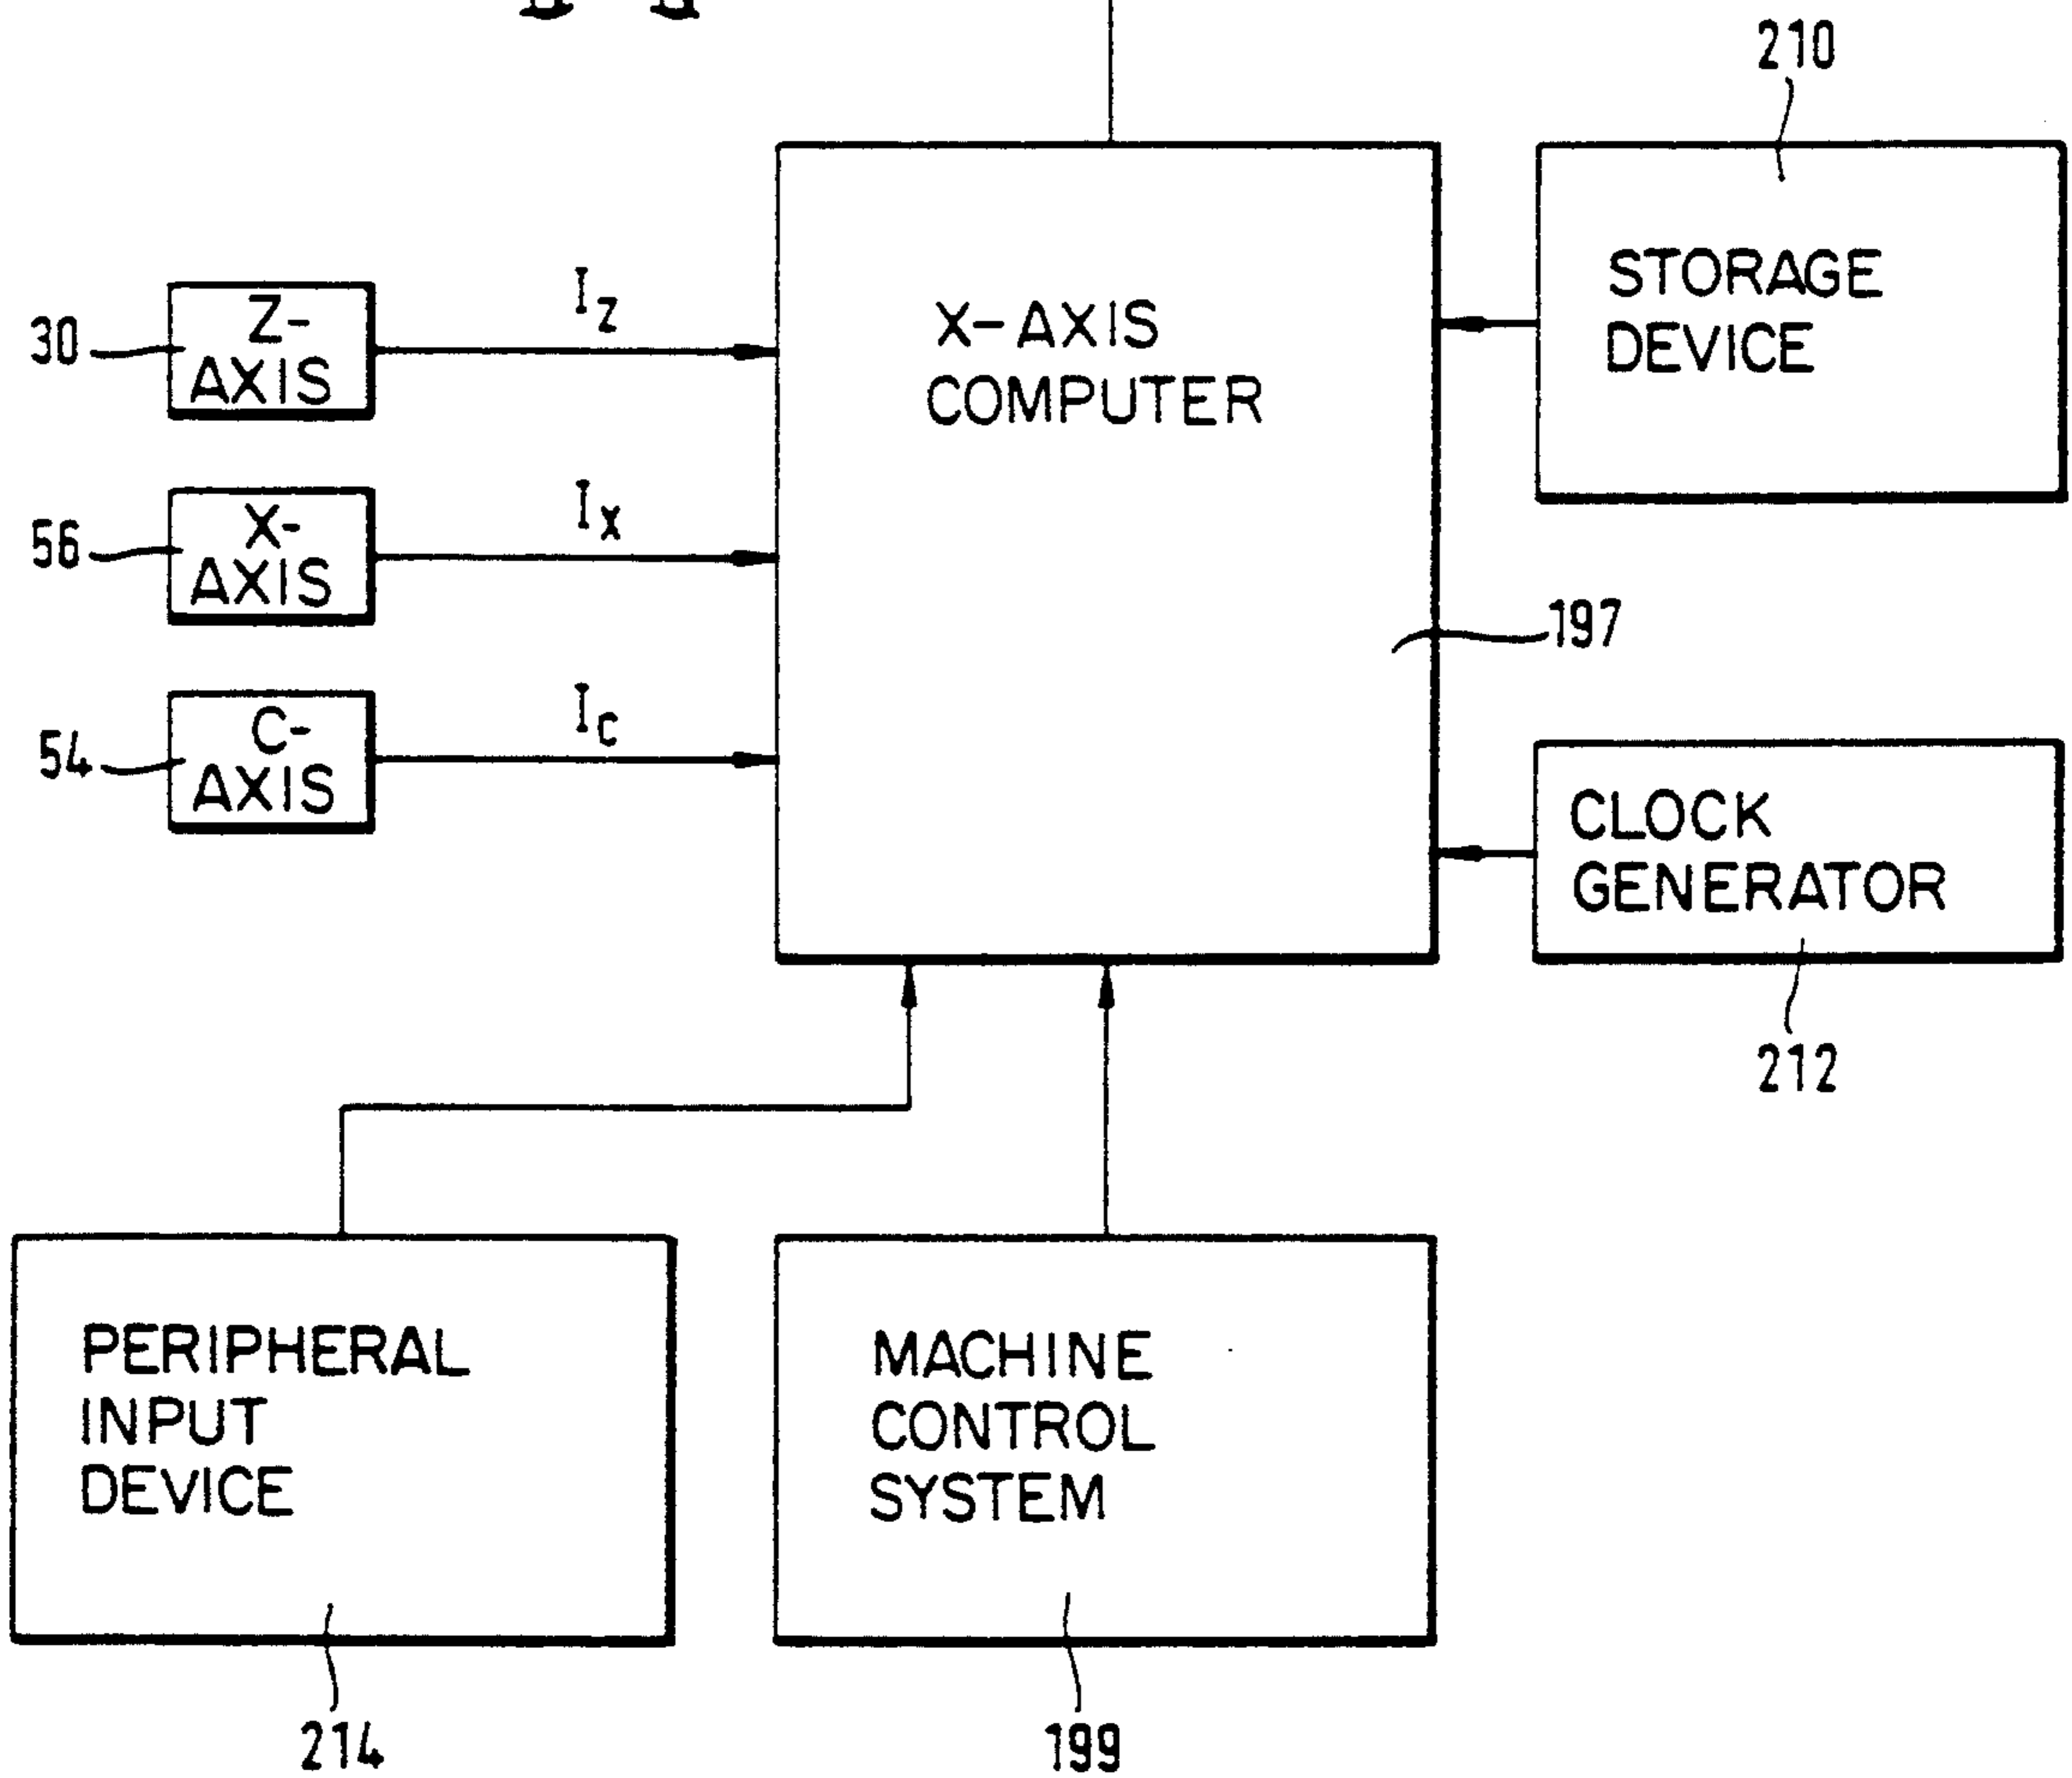 210
STORAGE
DEVICE
X-AXIS
COMPUTER
30
Z-
AXIS
Iz
56
X-
AXIS
Ix
197
54
C-
AXIS
Ic
CLOCK
GENERATOR
212
PERIPHERAL
INPUT
DEVICE
MACHINE
CONTROL
SYSTEM
214
199